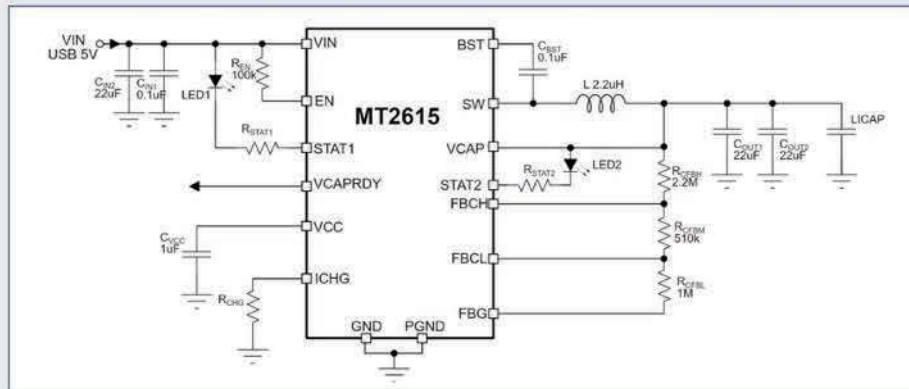 VIN
USB 5V
CIN2
22uF
CIN1
0.1uF
LED1
REN
100k
RSTAT1
VIN
EN
STAT1
VCAPRDY
VCC
ICHG
CVCC
1uF
RCHG
MT2615
GND
PGND
BST
SW
VCAP
STAT2
FBCH
FBCL
FBG
CBST
0.1uF
L 2.2uH
RSTAT2
LED2
RCFBH
2.2M
RCFBM
510k
RCFBL
1M
COUT1
22uF
COUT2
22uF
LICAP